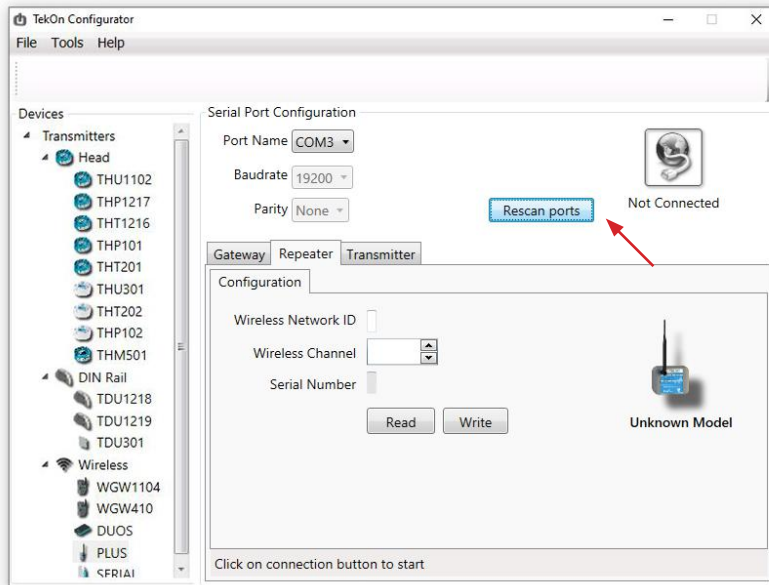 TekOn Configurator
File Tools Help
Devices
Transmitters
Head
THU1102
THP1217
THT1216
THP101
THT201
THU301
THT202
THP102
THM501
DIN Rail
TDU1218
TDU1219
TDU301
Wireless
WGW1104
WGW410
DUOS
PLUS
SERIAL
Serial Port Configuration
Port Name COM3
Baudrate 19200
Parity None
Rescan ports
Not Connected
Gateway Repeater Transmitter
Configuration
Wireless Network ID
Wireless Channel
Serial Number
Read Write
Unknown Model
Click on connection button to start